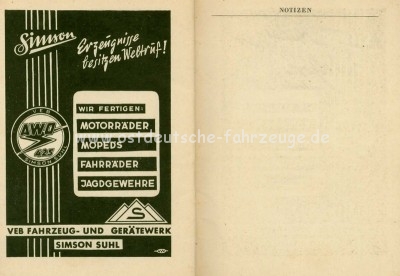 Simson
Erzeugnisse
besitzen Weltruf!
VEB
AWO
425
SIMSON SUHL
WIR FERTIGEN:
MOTORRÄDER
MOPEDS
FAHRRÄDER
JAGDGEWEHRE
S
VEB FAHRZEUG- UND GERÄTEWERK
SIMSON SUHL
NOTIZEN
www.ostdeutsche-fahrzeuge.de